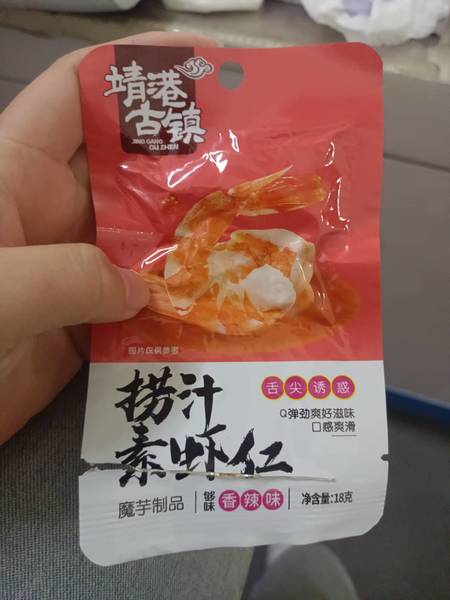 靖港
古镇
JING GANG
GU ZHEN
图片仅供参考
捞汁
素虾仁
舌尖诱惑
Q弹劲爽好滋味
口感爽滑
魔芋制品
够味
香辣味
净含量:18克